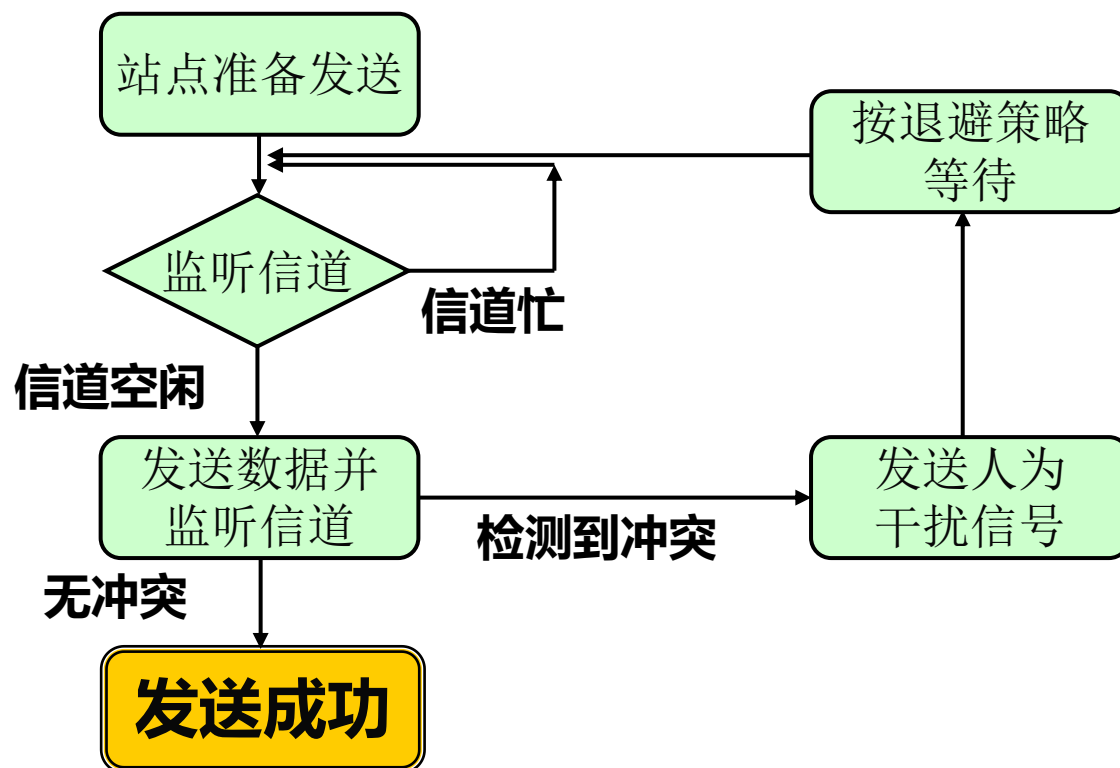 站点准备发送
按退避策略
等待
监听信道
信道忙
信道空闲
发送数据并
监听信道
检测到冲突
发送人为
干扰信号
无冲突
发送成功